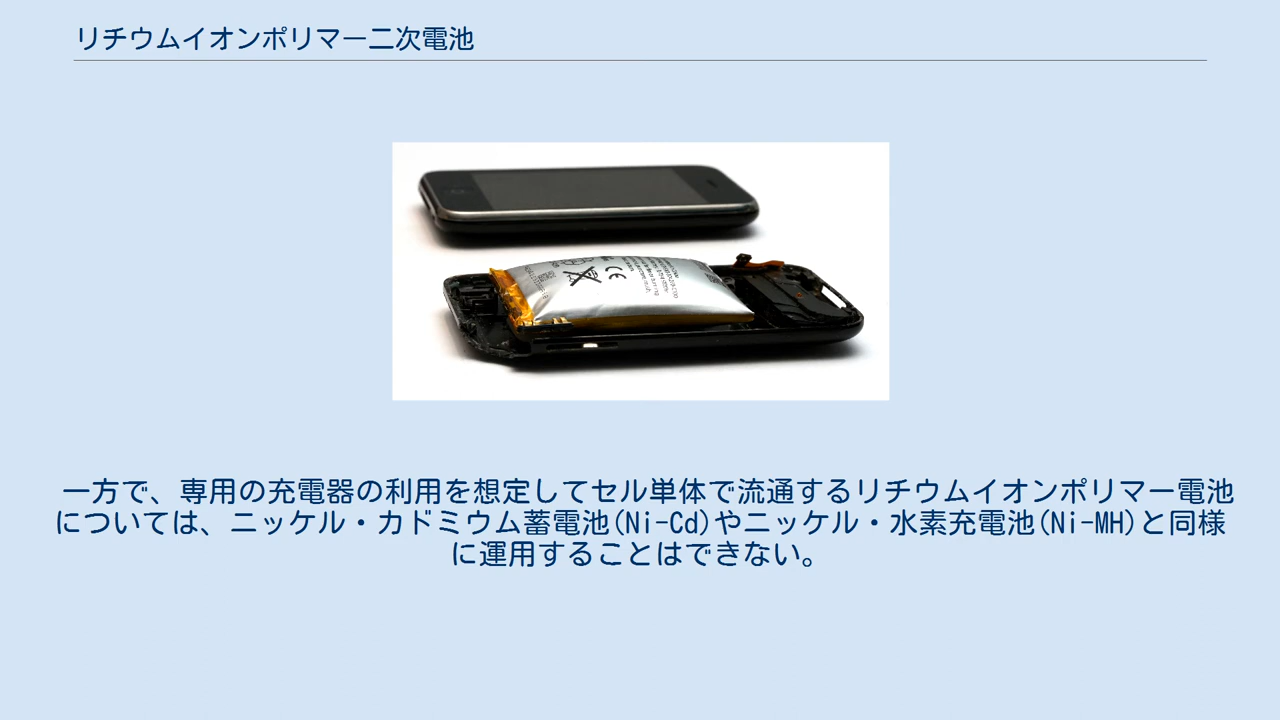 リチウムイオンポリマー二次電池
CE
一方で、専用の充電器の利用を想定してセル単体で流通するリチウムイオンポリマー電池
については、ニッケル・カドミウム蓄電池(Ni-Cd)やニッケル・水素充電池(Ni-MH)と同様
に運用することはできない。